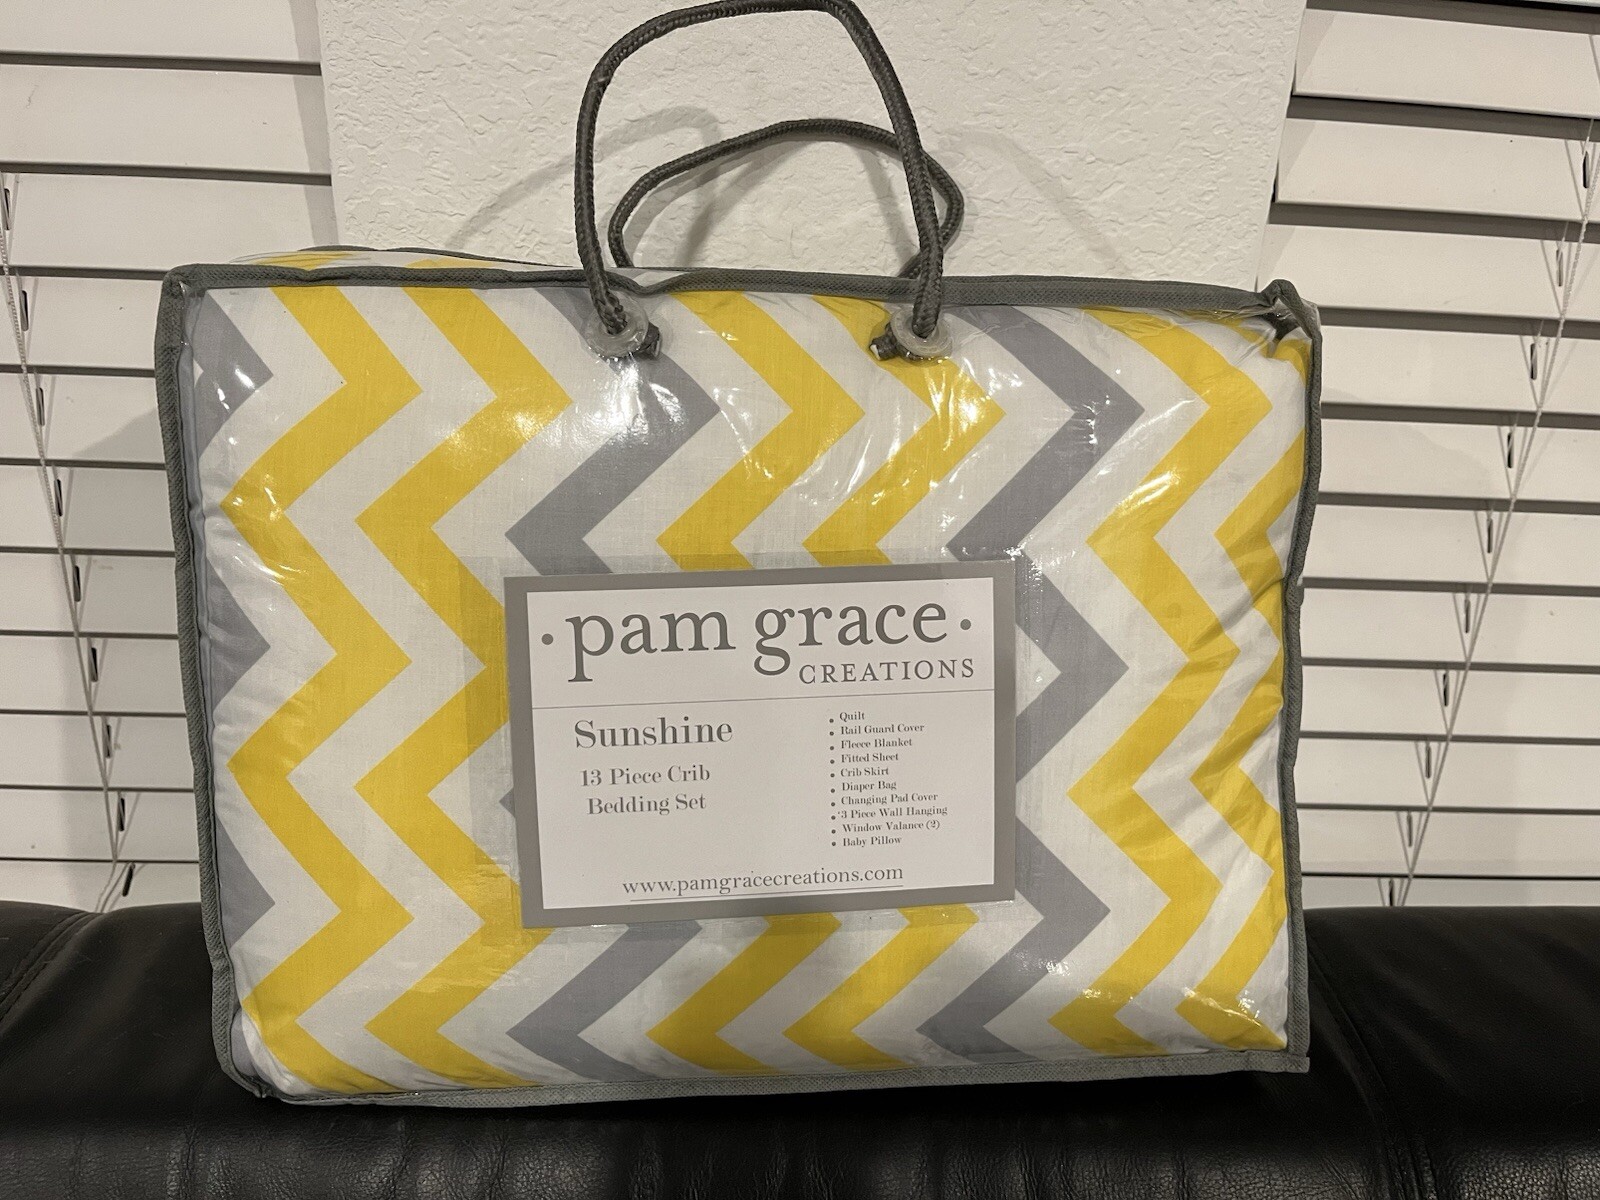 ·pam grace·
CREATIONS
Sunshine
13 Piece Crib
Bedding Set
• Quilt
• Rail Guard Cover
• Fleece Blanket
• Fitted Sheet
• Crib Skirt
• Diaper Bag
• Changing Pad Cover
• 3 Piece Wall Hanging
• Window Valance (2)
• Baby Pillow
www.pamgracecreations.com